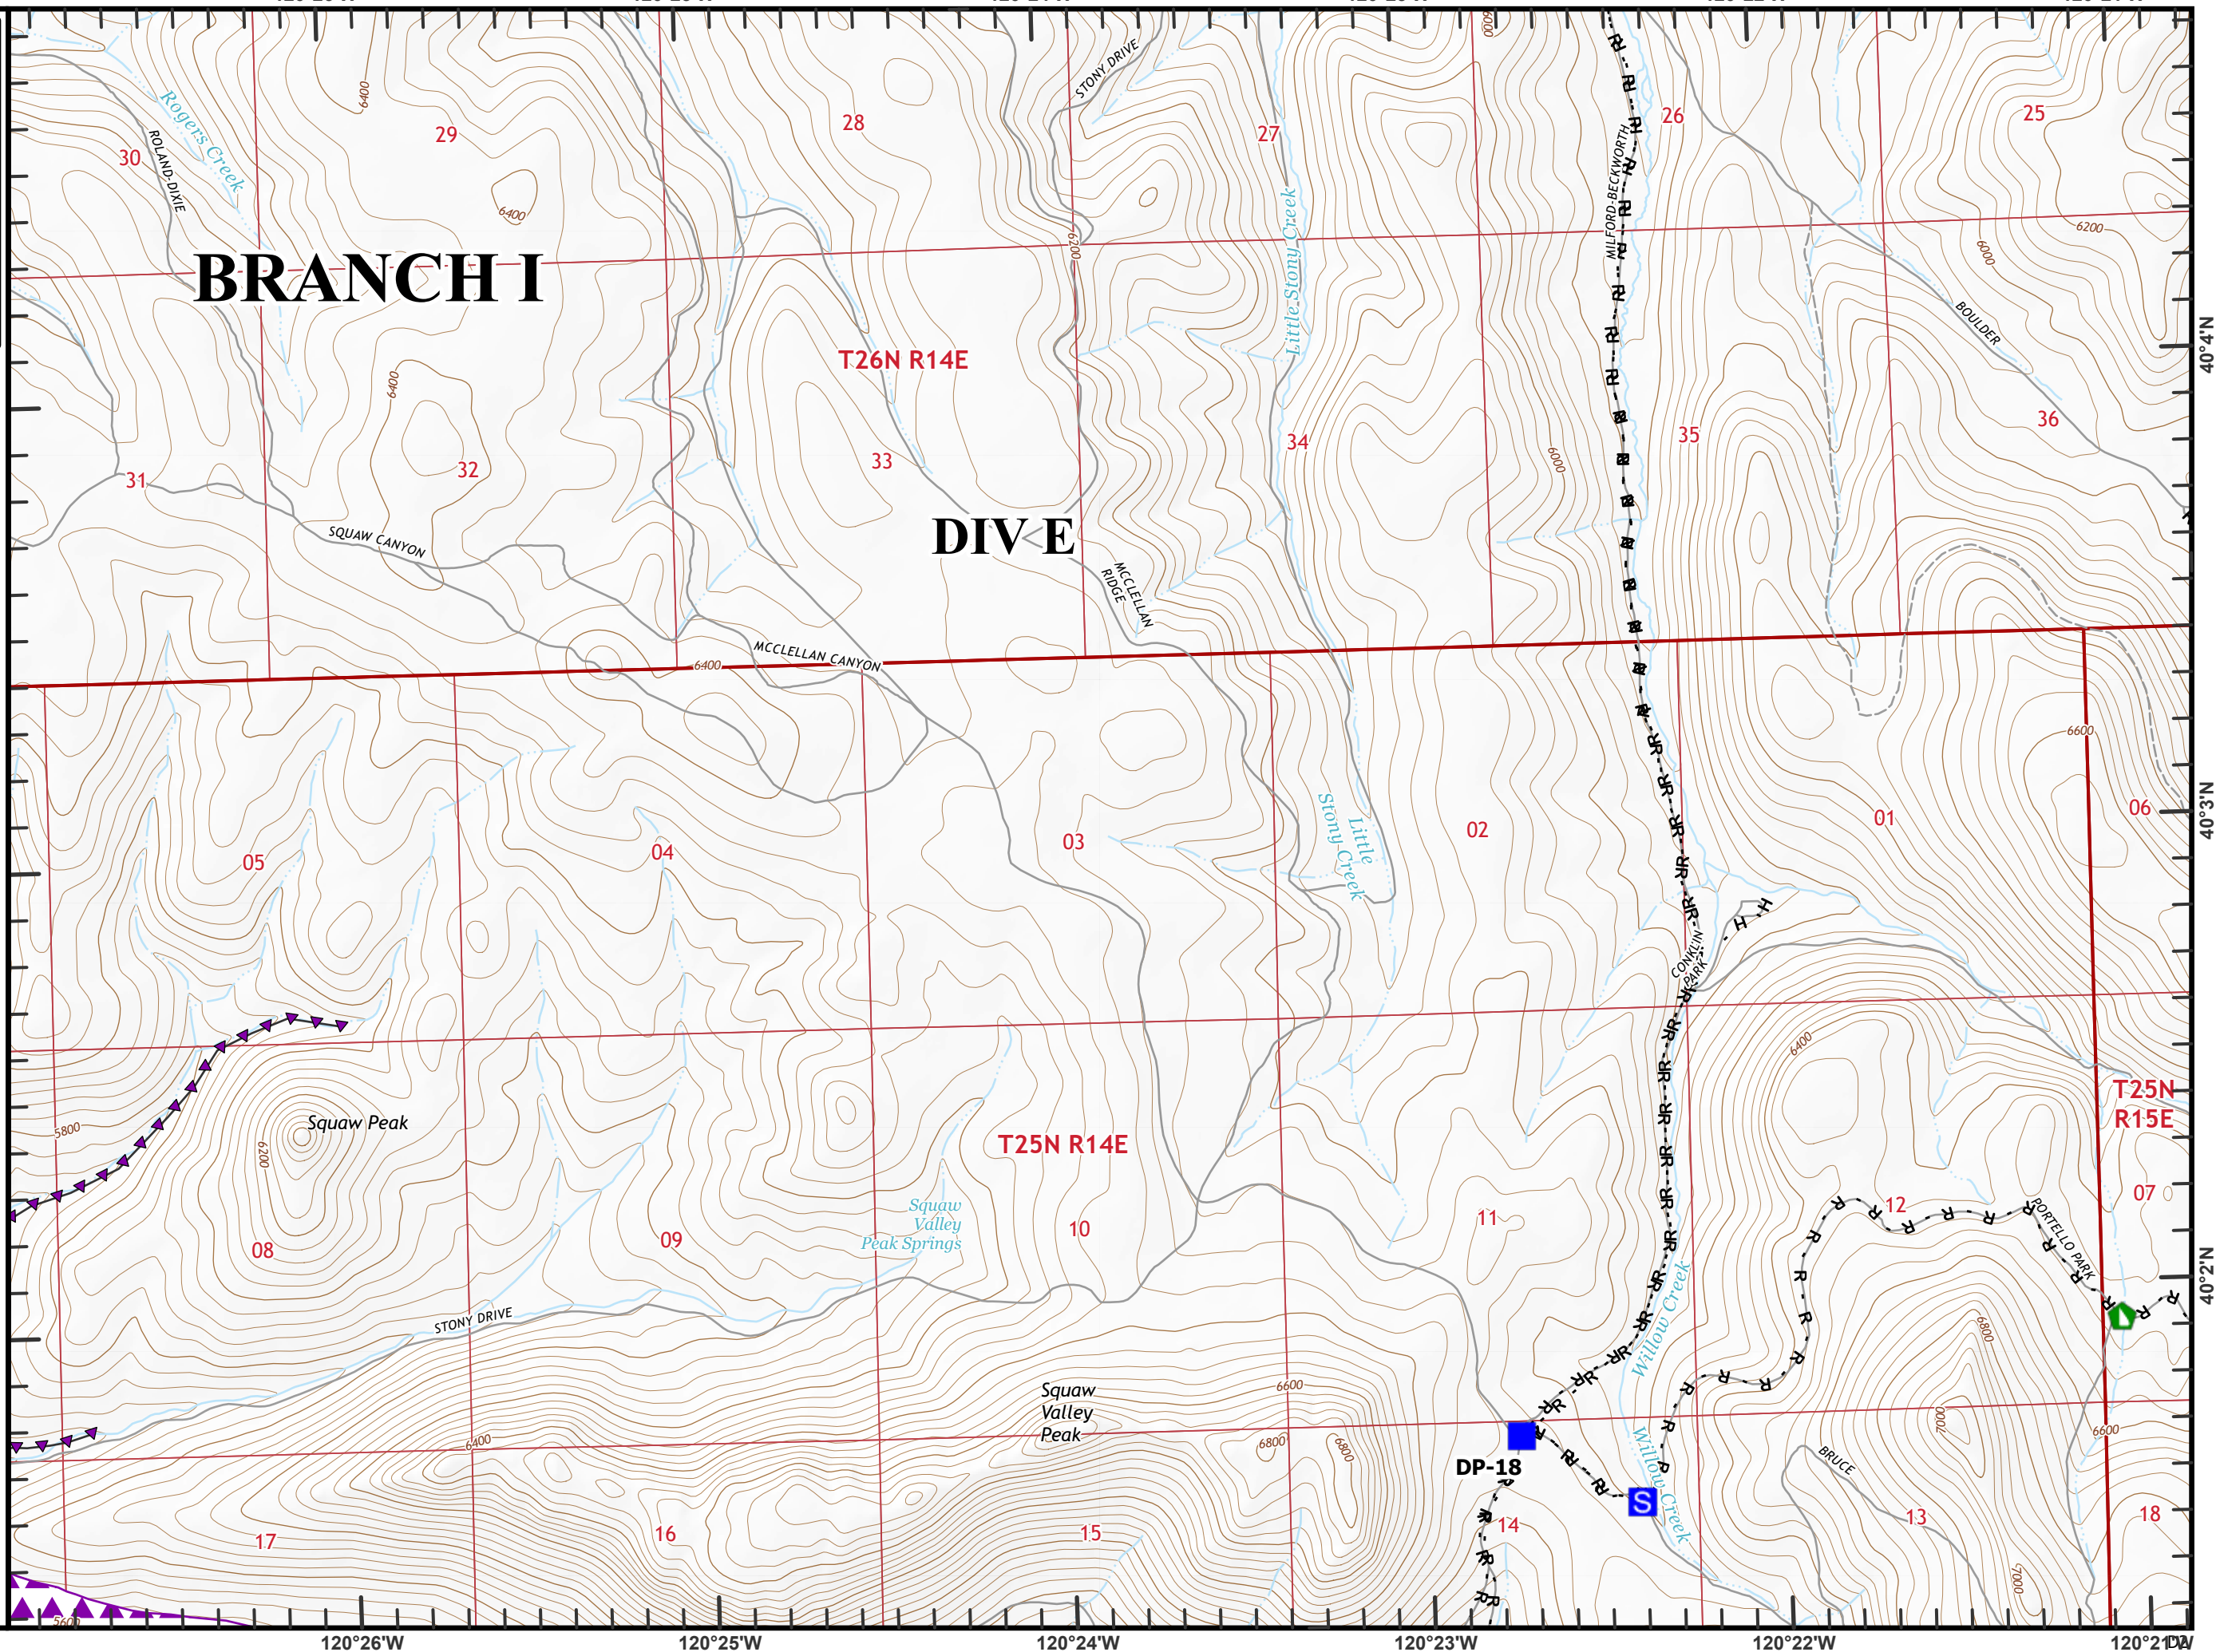 6400
6000
STONY DRIVE
Rogers Creek
ROLAND-DIXIE
30
29
28
27
26
25
MILFORD-BECKWORTH
6400
6200
6200
6000
Little Stony Creek
BRANCH I
BOULDER
40°4'N
T26N R14E
6400
36
35
34
33
32
31
6000
SQUAW CANYON
DIV E
MCCLELLAN
RIDGE
MCCLELLAN CANYON
6400
6600
06
01
02
03
04
05
40°3'N
Little
Stony Creek
H H
CONKLIN
PARK
6400
T25N
R15E
5800
Squaw Peak
6200
T25N R14E
07
12
11
10
09
08
Squaw
Valley
Peak Springs
PORTELLO PARK
40°2'N
Willow Creek
STONY DRIVE
6800
Squaw
Valley
Peak
6600
6400
6800
6800
7000
6600
DP-18
S
Willow Creek
BRUCE
17
16
15
14
13
18
7000
5600
120°26'W
120°25'W
120°24'W
120°23'W
120°22'W
120°21'W